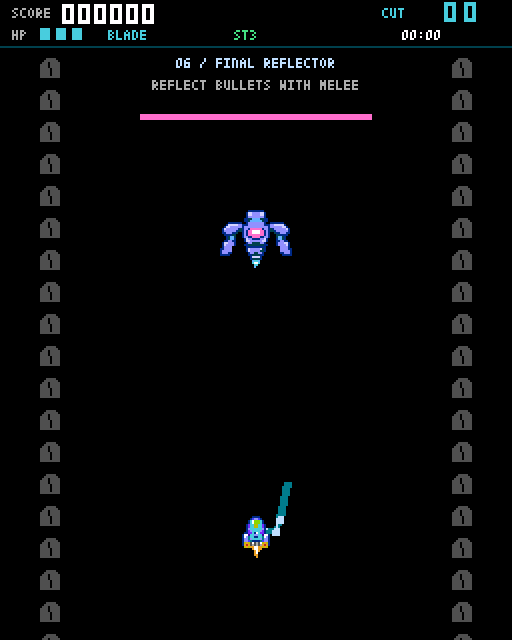 SCORE 000000 CUT 00
HP BLADE ST3 00:00
06 / FINAL REFLECTOR
REFLECT BULLETS WITH MELEE